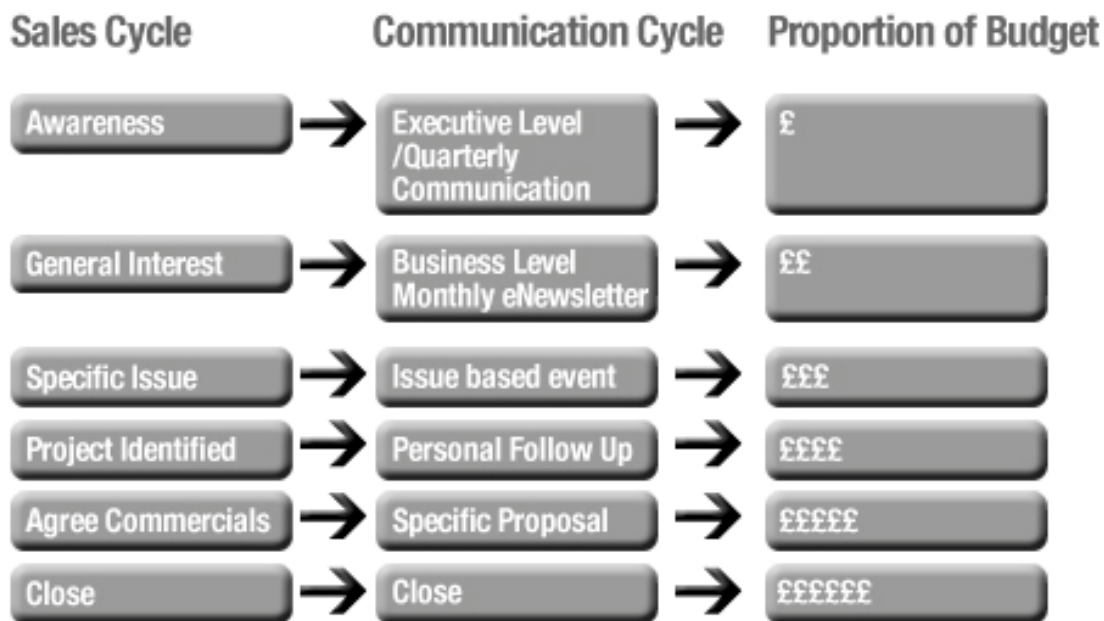 Sales Cycle Communication Cycle Proportion of Budget
Awareness
Executive Level
/Quarterly
Communication
£
General Interest
Business Level
Monthly eNewsletter
££
Specific Issue
Issue based event
£££
Project Identified
Personal Follow Up
££££
Agree Commercials
Specific Proposal
£££££
Close
Close
££££££